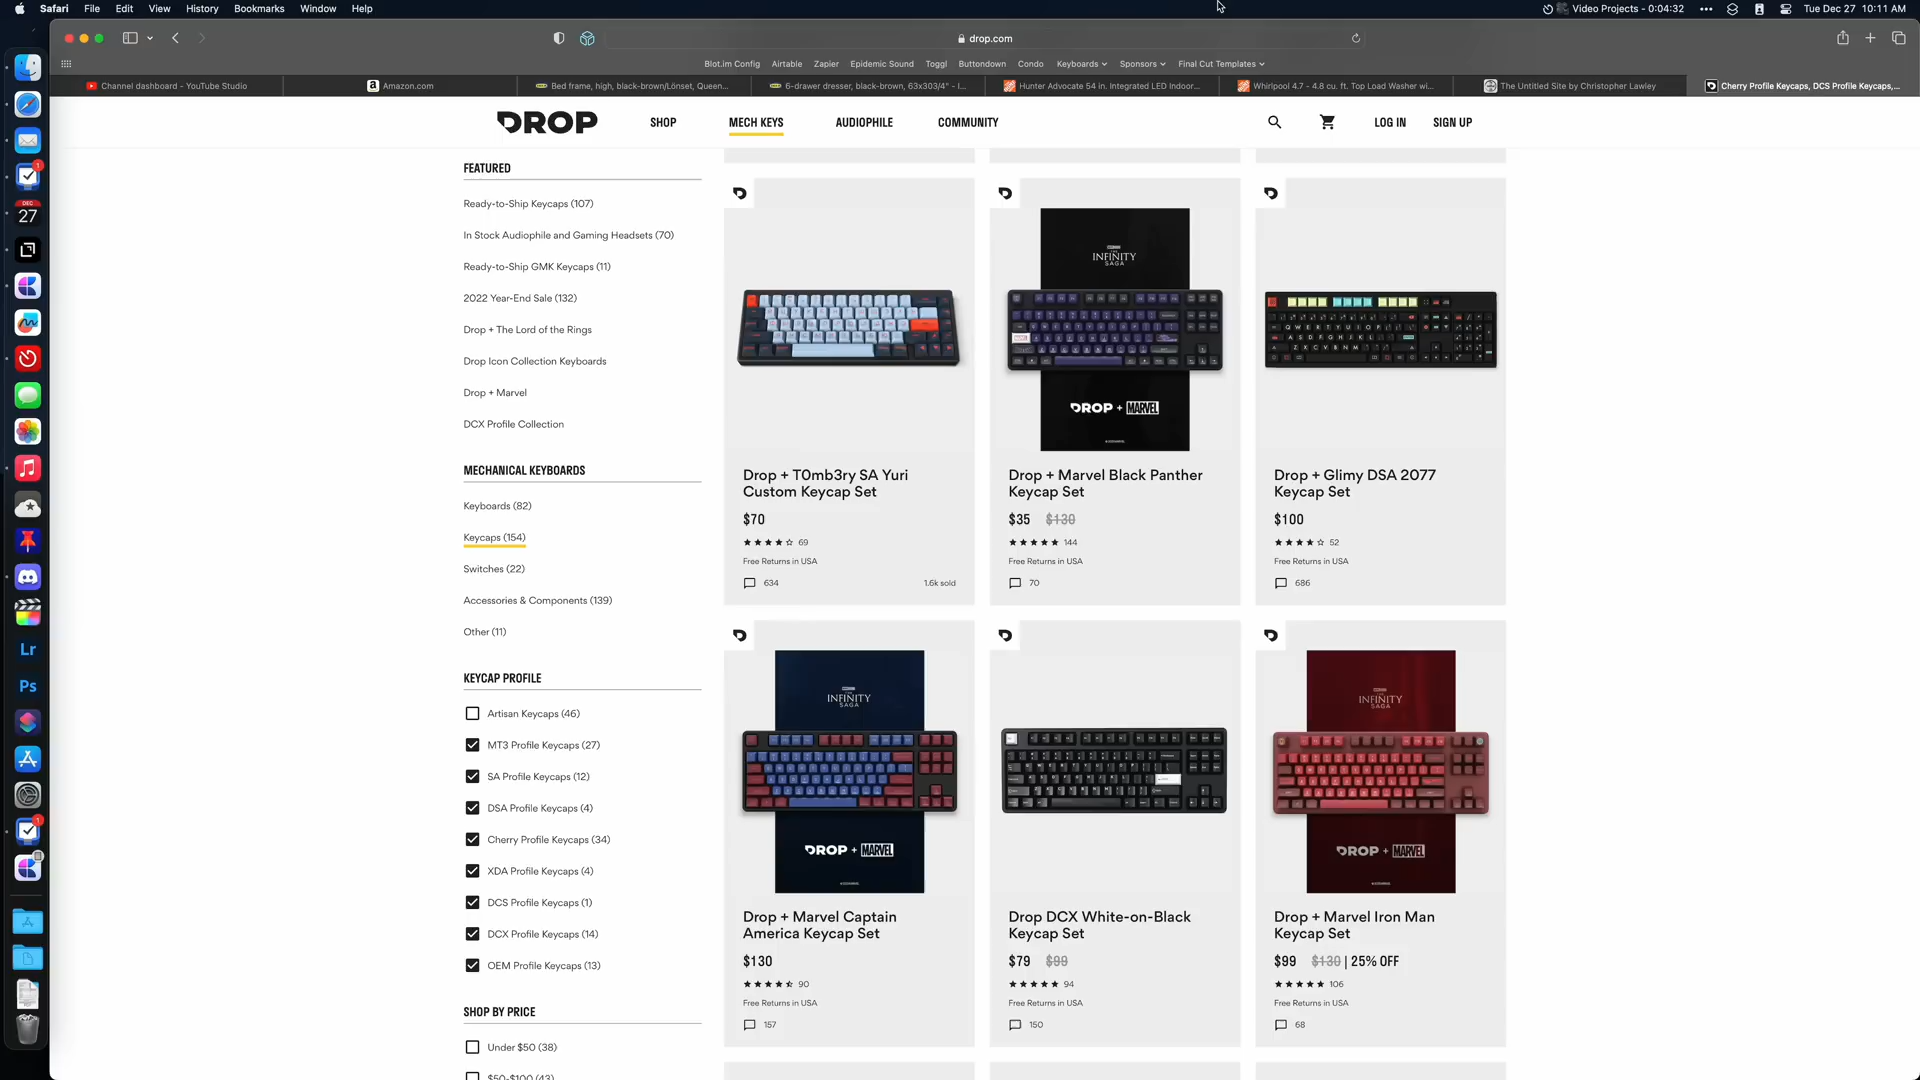 Safari File Edit View History Bookmarks Window Help
Video Projects - 0:04:32 Tue Dec 27 10:11 AM
drop.com
Blot.im Config Airtable Zapier Epidemic Sound Toggl Buttondown Condo Keyboards Sponsors Final Cut Templates
Channel dashboard - YouTube Studio
Amazon.com
Bed frame, high, black-brown/Lönset, Queen...
6-drawer dresser, black-brown, 63x303/4" - I...
Hunter Advocate 54 in. Integrated LED Indoor...
Whirlpool 4.7 - 4.8 cu. ft. Top Load Washer wi...
The Untitled Site by Christopher Lawley
Cherry Profile Keycaps, DCS Profile Keycaps,...
DROP SHOP MECH KEYS AUDIOPHILE COMMUNITY LOG IN SIGN UP
FEATURED
Ready-to-Ship Keycaps (107)
In Stock Audiophile and Gaming Headsets (70)
Ready-to-Ship GMK Keycaps (11)
2022 Year-End Sale (132)
Drop + The Lord of the Rings
Drop Icon Collection Keyboards
Drop + Marvel
DCX Profile Collection
MECHANICAL KEYBOARDS
Keyboards (82)
Keycaps (154)
Switches (22)
Accessories & Components (139)
Other (11)
KEYCAP PROFILE
Artisan Keycaps (46)
MT3 Profile Keycaps (27)
SA Profile Keycaps (12)
DSA Profile Keycaps (4)
Cherry Profile Keycaps (34)
XDA Profile Keycaps (4)
DCS Profile Keycaps (1)
DCX Profile Keycaps (14)
OEM Profile Keycaps (13)
SHOP BY PRICE
Under $50 (38)
$50-$100 (43)
Drop + T0mb3ry SA Yuri
Custom Keycap Set
$70
69
Free Returns in USA
634 1.6k sold
INFINITY
SAGA
DROP + MARVEL
Drop + Marvel Black Panther
Keycap Set
$35 $130
144
Free Returns in USA
70
Drop + Glimy DSA 2077
Keycap Set
$100
52
Free Returns in USA
686
INFINITY
SAGA
DROP + MARVEL
Drop + Marvel Captain
America Keycap Set
$130
90
Free Returns in USA
157
Drop DCX White-on-Black
Keycap Set
$79 $99
94
Free Returns in USA
150
INFINITY
SAGA
DROP + MARVEL
Drop + Marvel Iron Man
Keycap Set
$99 $130 | 25% OFF
106
Free Returns in USA
68
DEC
27
1
Lr
Ps
1